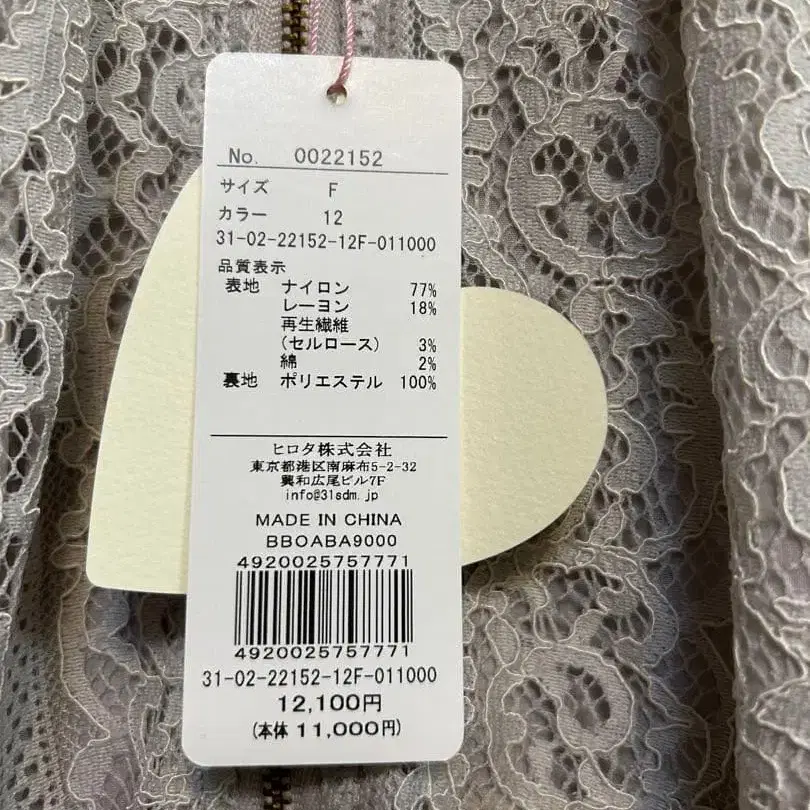 No. 0022152
サイズ F
カラー 12
31-02-22152-12F-011000
品質表示
表地 ナイロン 77%
レーヨン 18%
再生繊維
(セルロース) 3%
綿 2%
裏地 ポリエステル 100%
ヒロタ株式会社
東京都港区南麻布5-2-32
興和広尾ビル7F
info@31sdm.jp
MADE IN CHINA
BBOABA9000
4920025757771
4920025757771
31-02-22152-12F-011000
12,100円
(本体 11,000円)